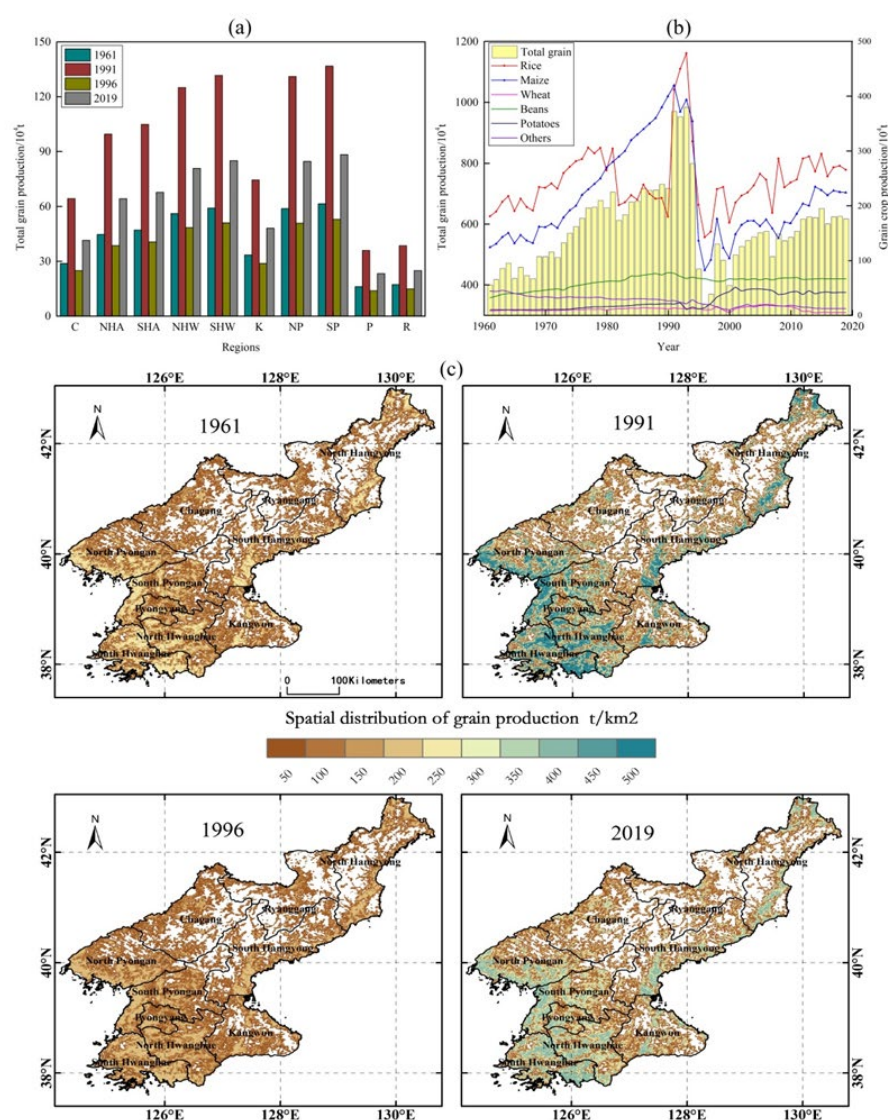 (a)
150
120
90
60
30
0
Total grain production/10⁴t
1961
1991
1996
2019
C NHA SHA NHW SHW K NP SP P R
Regions
(b)
1200
1000
800
600
400
Total grain production/10⁴t
Total grain
Rice
Maize
Wheat
Beans
Potatoes
Others
500
400
300
200
100
0
Grain crop production/10⁴t
1960 1970 1980 1990 2000 2010 2020
Year
(c)
126°E 128°E 130°E
N
1961
42°N
40°N
38°N
North Hamgyong
Ryanggang
Chagang
South Hamgyong
North Pyongan
South Pyongan
Pyongyang
Kangwon
North Hwanghae
South Hwanghae
0 100Kilometers
126°E 128°E 130°E
N
1991
42°N
40°N
38°N
North Hamgyong
Ryanggang
Chagang
South Hamgyong
North Pyongan
South Pyongan
Pyongyang
Kangwon
North Hwanghae
South Hwanghae
Spatial distribution of grain production t/km2
50 100 150 200 250 300 350 400 450 500
N
1996
42°N
40°N
38°N
North Hamgyong
Ryanggang
Chagang
South Hamgyong
North Pyongan
South Pyongan
Pyongyang
Kangwon
North Hwanghae
South Hwanghae
126°E 128°E 130°E
N
2019
42°N
40°N
38°N
North Hamgyong
Ryanggang
Chagang
South Hamgyong
North Pyongan
South Pyongan
Pyongyang
Kangwon
North Hwanghae
South Hwanghae
126°E 128°E 130°E